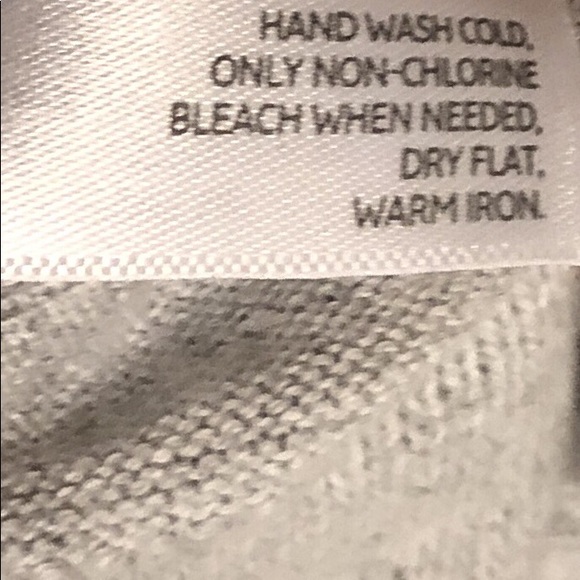 HAND WASH COLD,
ONLY NON-CHLORINE
BLEACH WHEN NEEDED,
DRY FLAT,
WARM IRON.